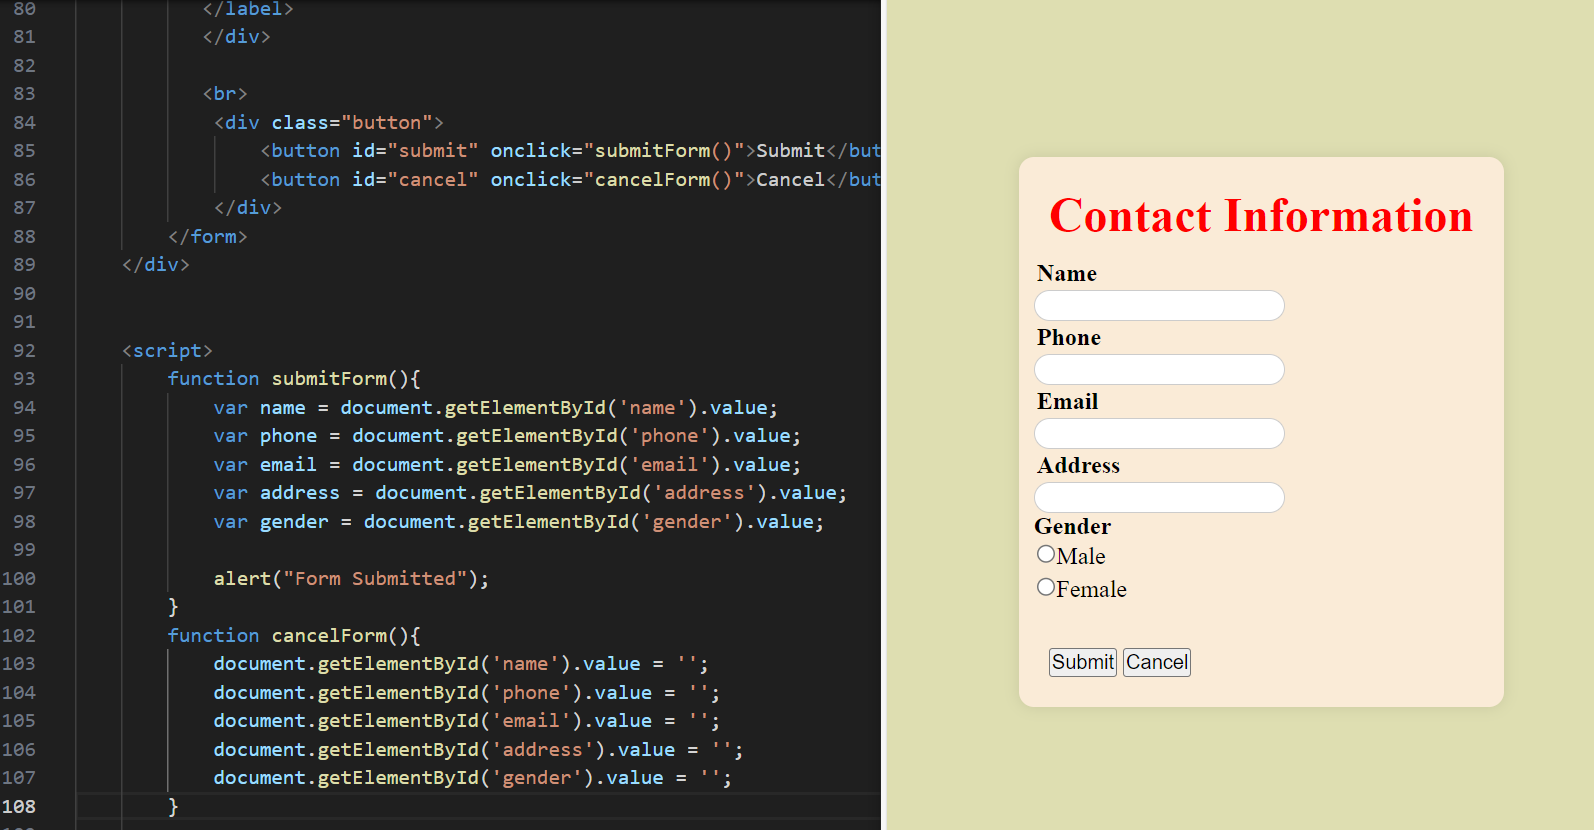 80 </label>
81 </div>
82
83 <br>
84 <div class="button">
85 <button id="submit" onclick="submitForm()">Submit</but
86 <button id="cancel" onclick="cancelForm()">Cancel</but
87 </div>
88 </form>
89 </div>
90
91
92 <script>
93 function submitForm(){
94 var name = document.getElementById('name').value;
95 var phone = document.getElementById('phone').value;
96 var email = document.getElementById('email').value;
97 var address = document.getElementById('address').value;
98 var gender = document.getElementById('gender').value;
99
100 alert("Form Submitted");
101 }
102 function cancelForm(){
103 document.getElementById('name').value = '';
104 document.getElementById('phone').value = '';
105 document.getElementById('email').value = '';
106 document.getElementById('address').value = '';
107 document.getElementById('gender').value = '';
108 }
Contact Information
Name
Phone
Email
Address
Gender
Male
Female
Submit Cancel